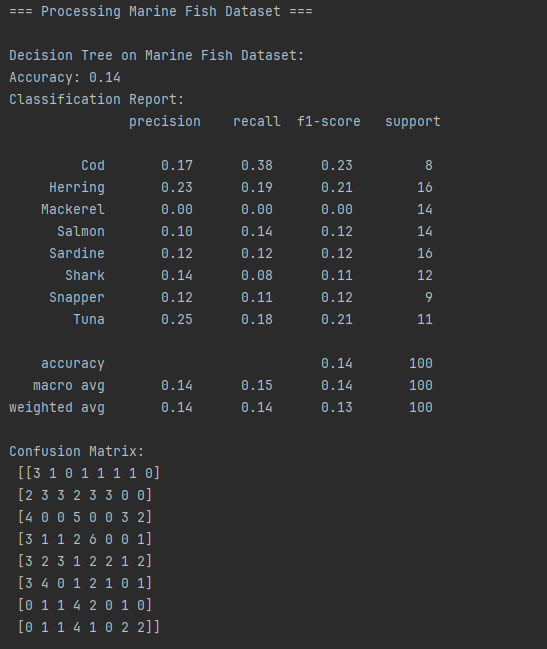 === Processing Marine Fish Dataset ===
Decision Tree on Marine Fish Dataset:
Accuracy: 0.14
Classification Report:
precision recall f1-score support
Cod 0.17 0.38 0.23 8
Herring 0.23 0.19 0.21 16
Mackerel 0.00 0.00 0.00 14
Salmon 0.10 0.14 0.12 14
Sardine 0.12 0.12 0.12 16
Shark 0.14 0.08 0.11 12
Snapper 0.12 0.11 0.12 9
Tuna 0.25 0.18 0.21 11
accuracy 0.14 100
macro avg 0.14 0.15 0.14 100
weighted avg 0.14 0.14 0.13 100
Confusion Matrix:
[[3 1 0 1 1 1 1 0]
[2 3 3 2 3 3 0 0]
[4 0 0 5 0 0 3 2]
[3 1 1 2 6 0 0 1]
[3 2 3 1 2 2 1 2]
[3 4 0 1 2 1 0 1]
[0 1 1 4 2 0 1 0]
[0 1 1 4 1 0 2 2]]